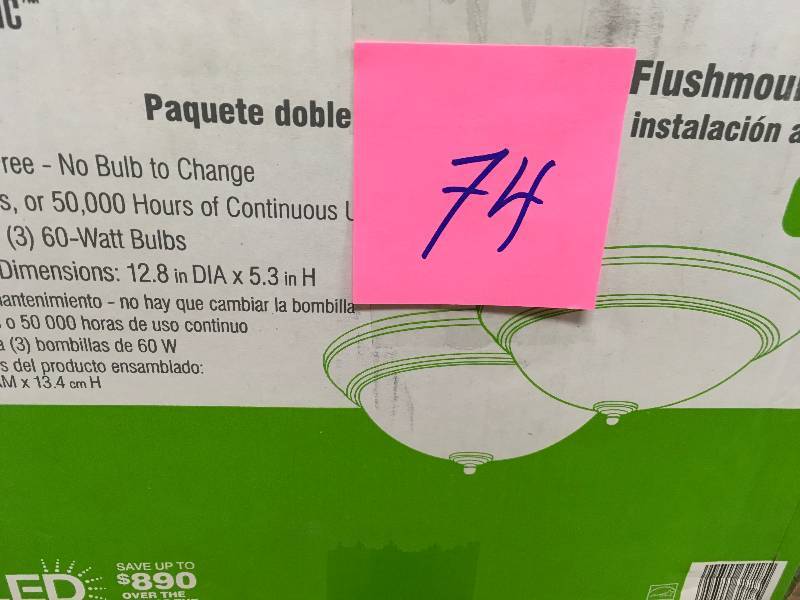 Paquete doble
Flushmou
instalación a
74
ree - No Bulb to Change
s, or 50,000 Hours of Continuous
(3) 60-Watt Bulbs
Dimensions: 12.8 in DIA x 5.3 in H
antenimiento - no hay que cambiar la bombilla
o 50 000 horas de uso continuo
a (3) bombillas de 60 W
s del producto ensamblado:
M x 13.4 cm H
LED
SAVE UP TO
$890
OVER THE